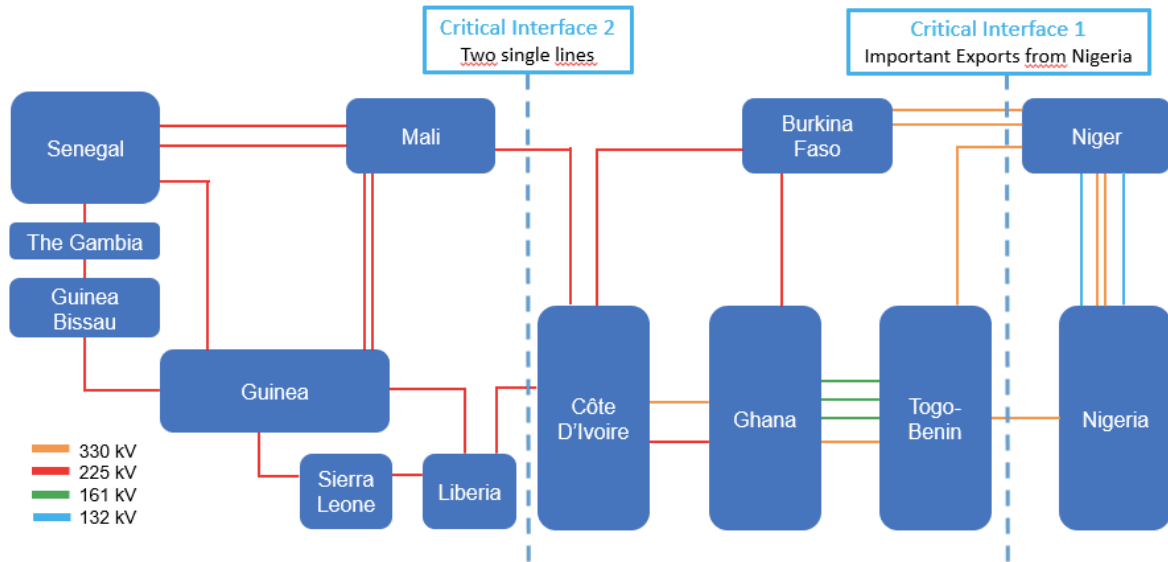 Critical Interface 2
Two single lines
Critical Interface 1
Important Exports from Nigeria
Senegal
Mali
Burkina
Faso
Niger
The Gambia
Guinea
Bissau
Guinea
Côte
D'Ivoire
Ghana
Togo-
Benin
Nigeria
Sierra
Leone
Liberia
330 kV
225 kV
161 kV
132 kV